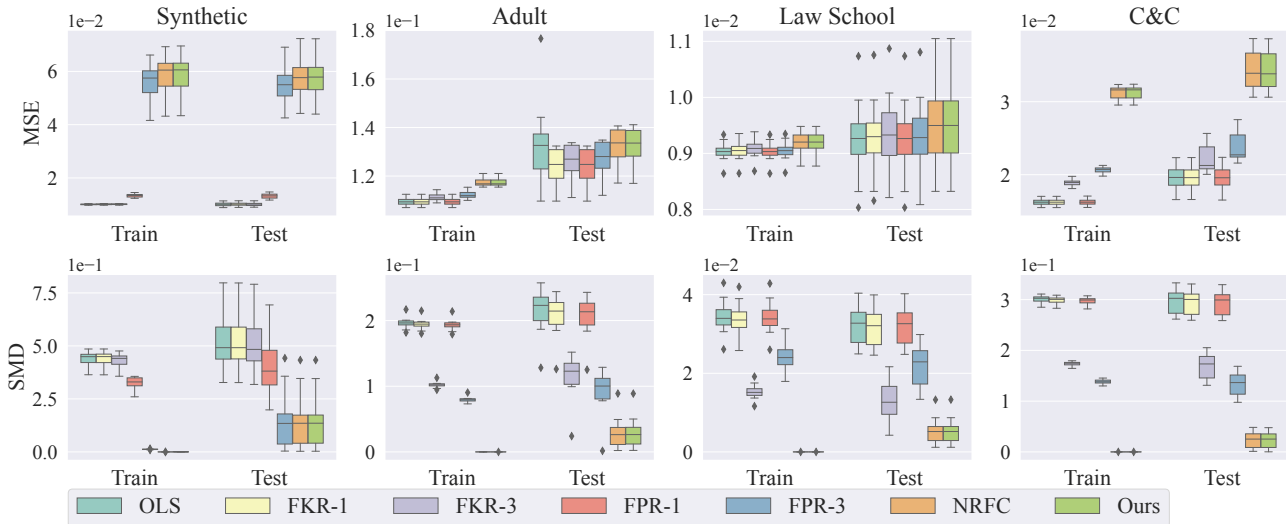 Synthetic
Adult
Law School
C&C
MSE
1e−2
6
4
2
Train
Test
1e−1
1.8
1.6
1.4
1.2
Train
Test
1e−2
1.1
1.0
0.9
0.8
Train
Test
1e−2
3
2
Train
Test
SMD
1e−1
7.5
5.0
2.5
0.0
Train
Test
1e−1
2
1
0
Train
Test
1e−2
4
2
0
Train
Test
1e−1
3
2
1
0
Train
Test
OLS FKR-1 FKR-3 FPR-1 FPR-3 NRFC Ours